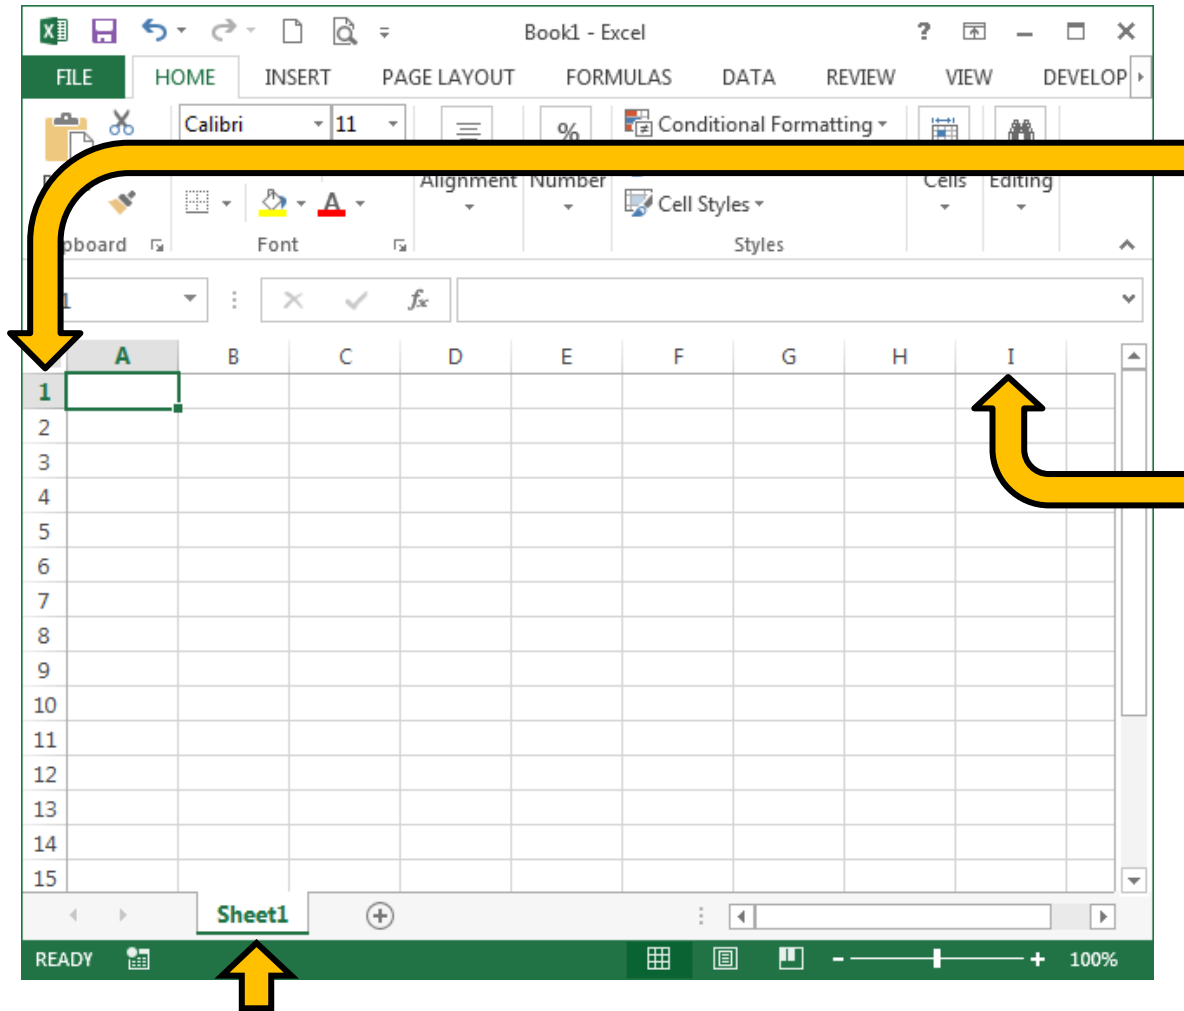 Book1 - Excel ?
FILE HOME INSERT PAGE LAYOUT FORMULAS DATA REVIEW VIEW DEVELOP
Calibri 11 % Conditional Formatting
Alignment Number Cell Styles Cells Editing
pboard Font Styles
1 fx
A B C D E F G H I
1
2
3
4
5
6
7
8
9
10
11
12
13
14
15
Sheet1
READY 100%